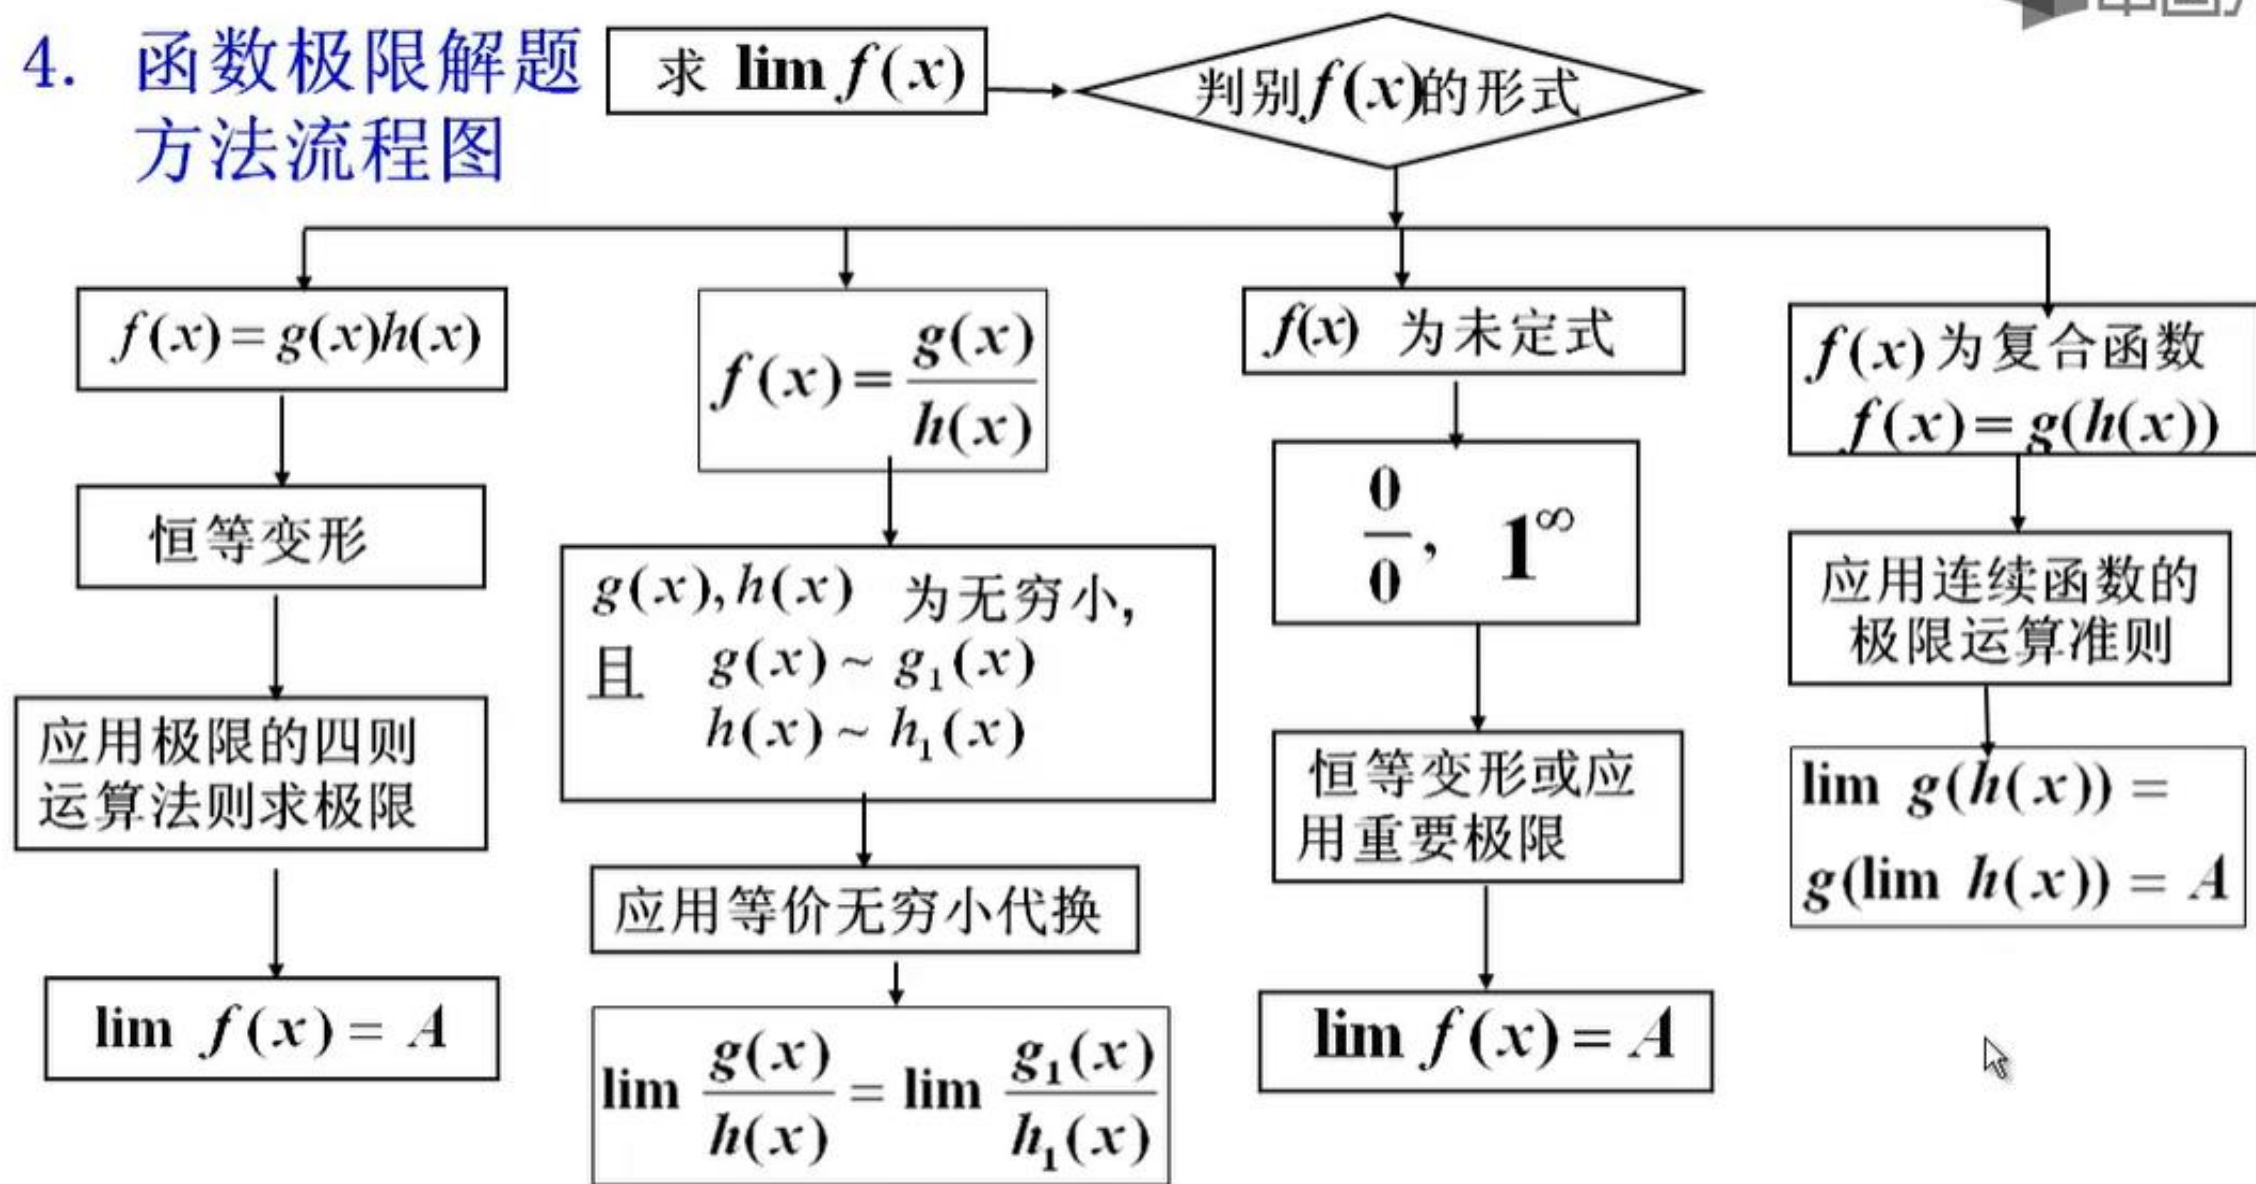 4. 函数极限解题
方法流程图
求 lim f(x)
判别f(x)的形式
f(x) = g(x)h(x)
恒等变形
应用极限的四则
运算法则求极限
lim f(x) = A
f(x) = g(x)/h(x)
g(x), h(x) 为无穷小,
且 g(x) ~ g₁(x)
h(x) ~ h₁(x)
应用等价无穷小代换
lim g(x)/h(x) = lim g₁(x)/h₁(x)
f(x) 为未定式
0/0, 1^∞
恒等变形或应
用重要极限
lim f(x) = A
f(x)为复合函数
f(x) = g(h(x))
应用连续函数的
极限运算准则
lim g(h(x)) =
g(lim h(x)) = A